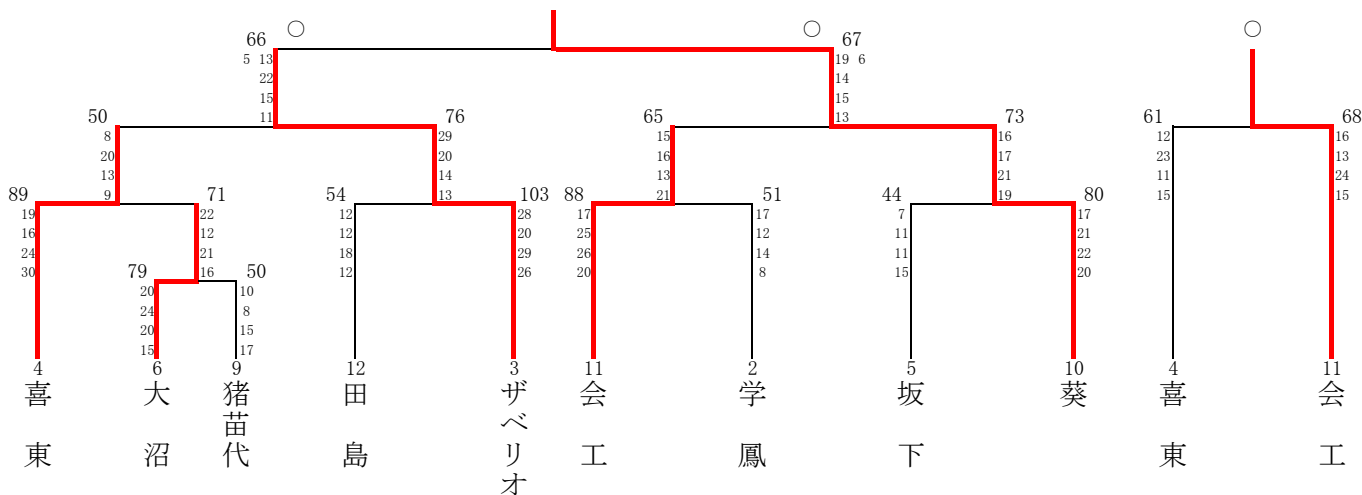 ○ ○ ○
66 67
5 13 19 6
22 14
15 15
11 13
50 76 65 73 61 68
8 29 15 16 12 16
20 20 16 17 23 13
13 14 13 21 11 24
9 13 21 19 15 15
89 71 54 103 88 51 44 80
19 22 12 28 17 17 7 17
16 12 12 20 25 12 11 21
24 21 18 29 26 14 11 22
30 16 12 26 20 8 15 20
79 50
20 10
24 8
20 15
15 17
4 6 9 12 3 11 2 5 10 4 11
喜東
大沼
猪苗代
田島
ザベリオ
会工
学鳳
坂下
葵
喜東
会工